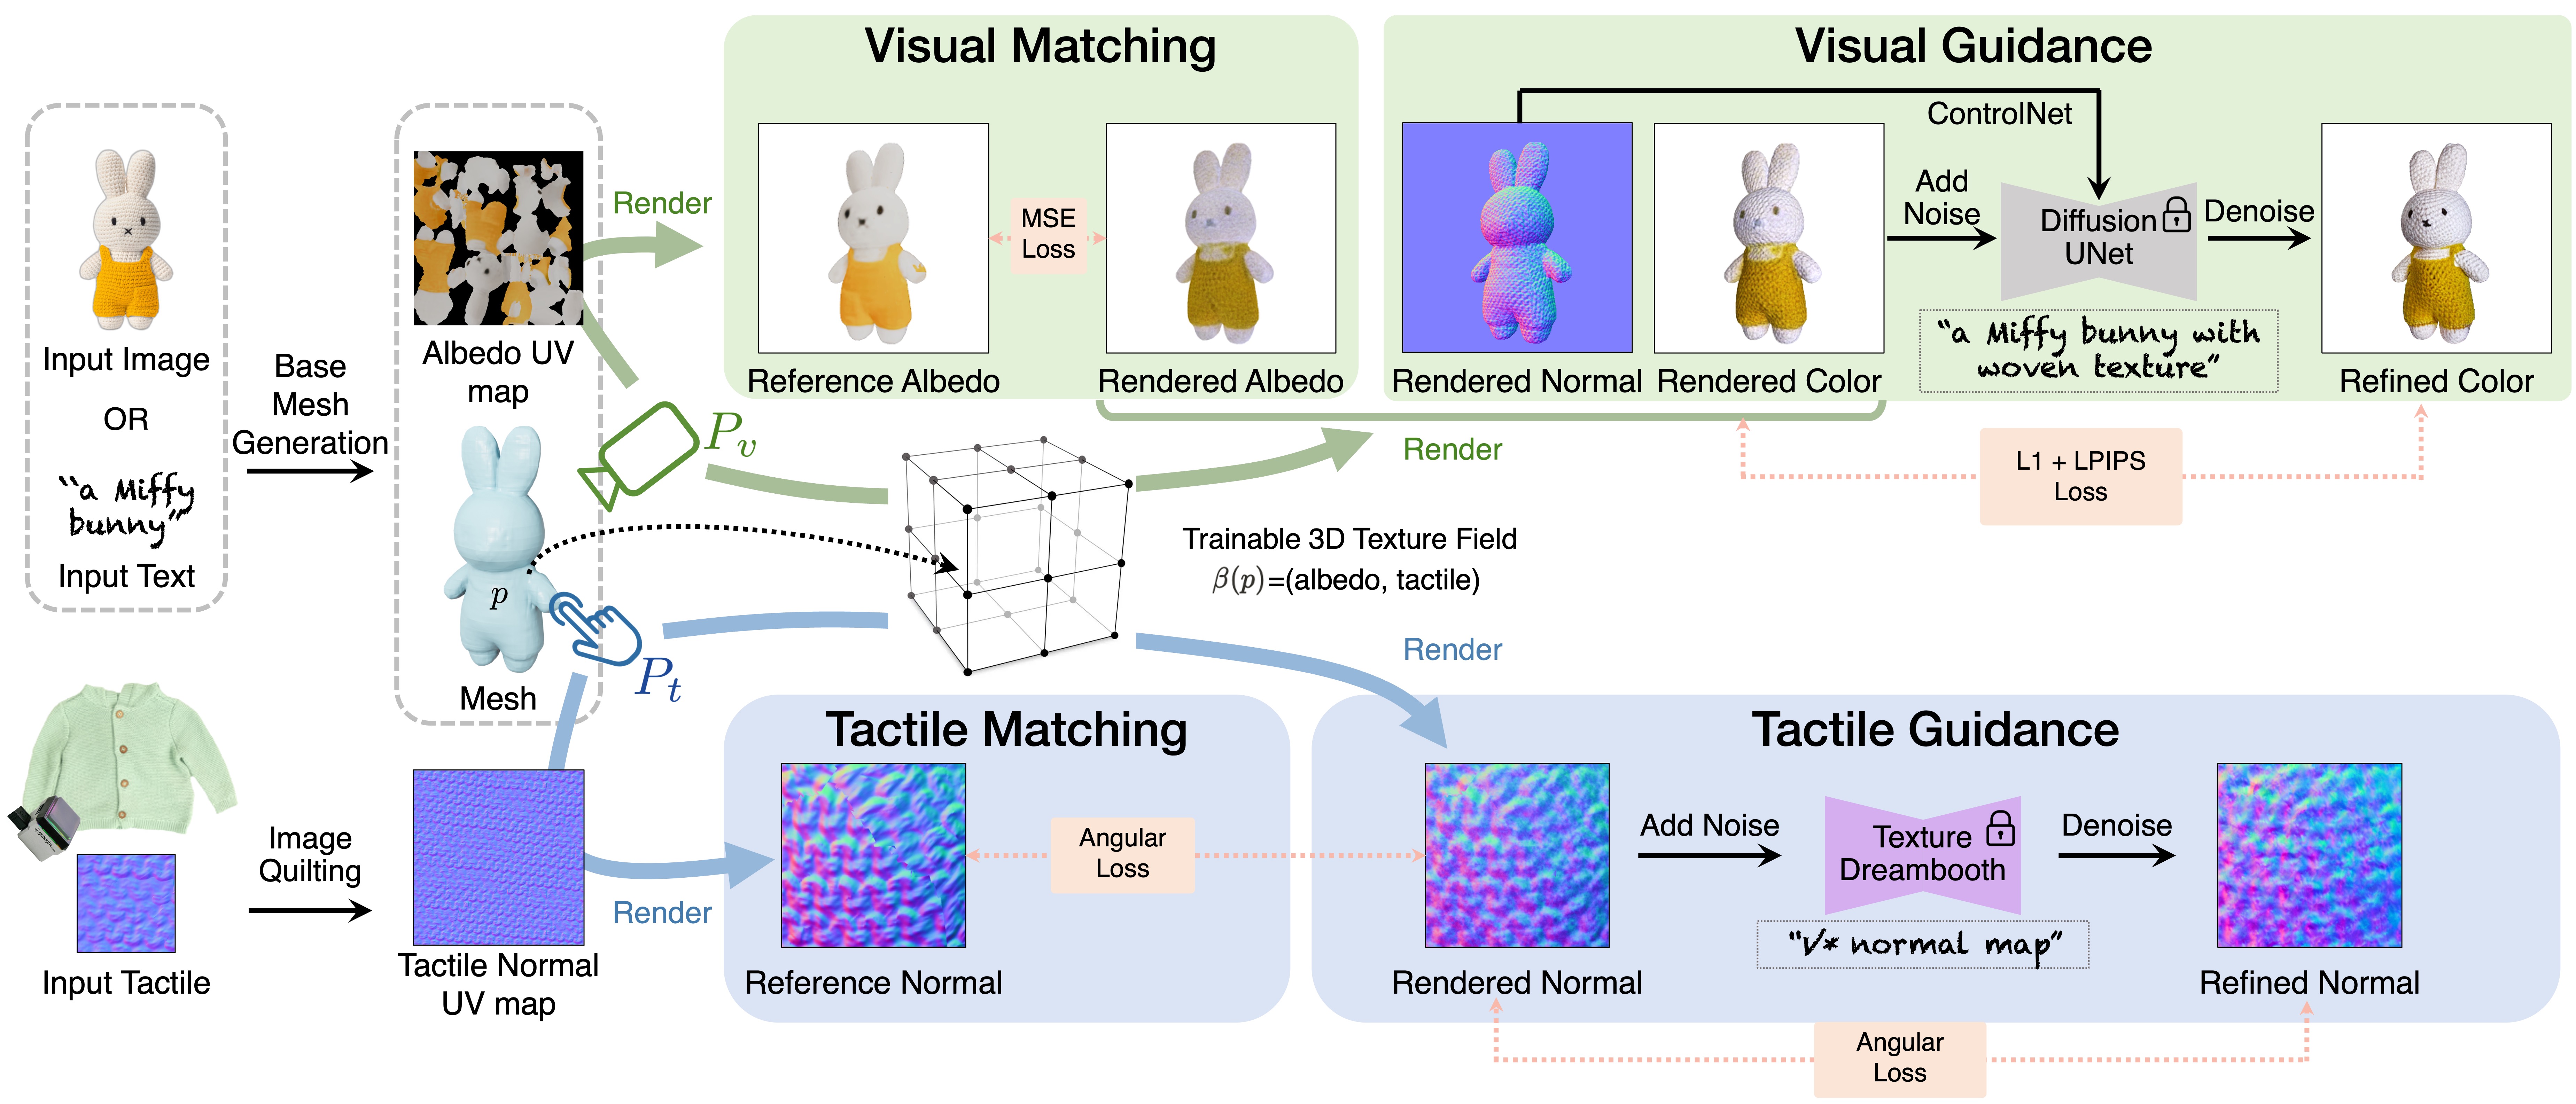 Visual Matching
Visual Guidance
Input Image
OR
“a Miffy
bunny”
Input Text
Base
Mesh
Generation
Albedo UV
map
p
Mesh
Render
Reference Albedo
MSE
Loss
Rendered Albedo
Rendered Normal
Rendered Color
ControlNet
Add
Noise
Diffusion
UNet
“a Miffy bunny with
woven texture”
Denoise
Refined Color
L1 + LPIPS
Loss
Pv
Render
Trainable 3D Texture Field
β(p)=(albedo, tactile)
Pt
Render
Input Tactile
Image
Quilting
Tactile Normal
UV map
Render
Tactile Matching
Reference Normal
Angular
Loss
Tactile Guidance
Rendered Normal
Add Noise
Texture
Dreambooth
“V* normal map”
Denoise
Refined Normal
Angular
Loss